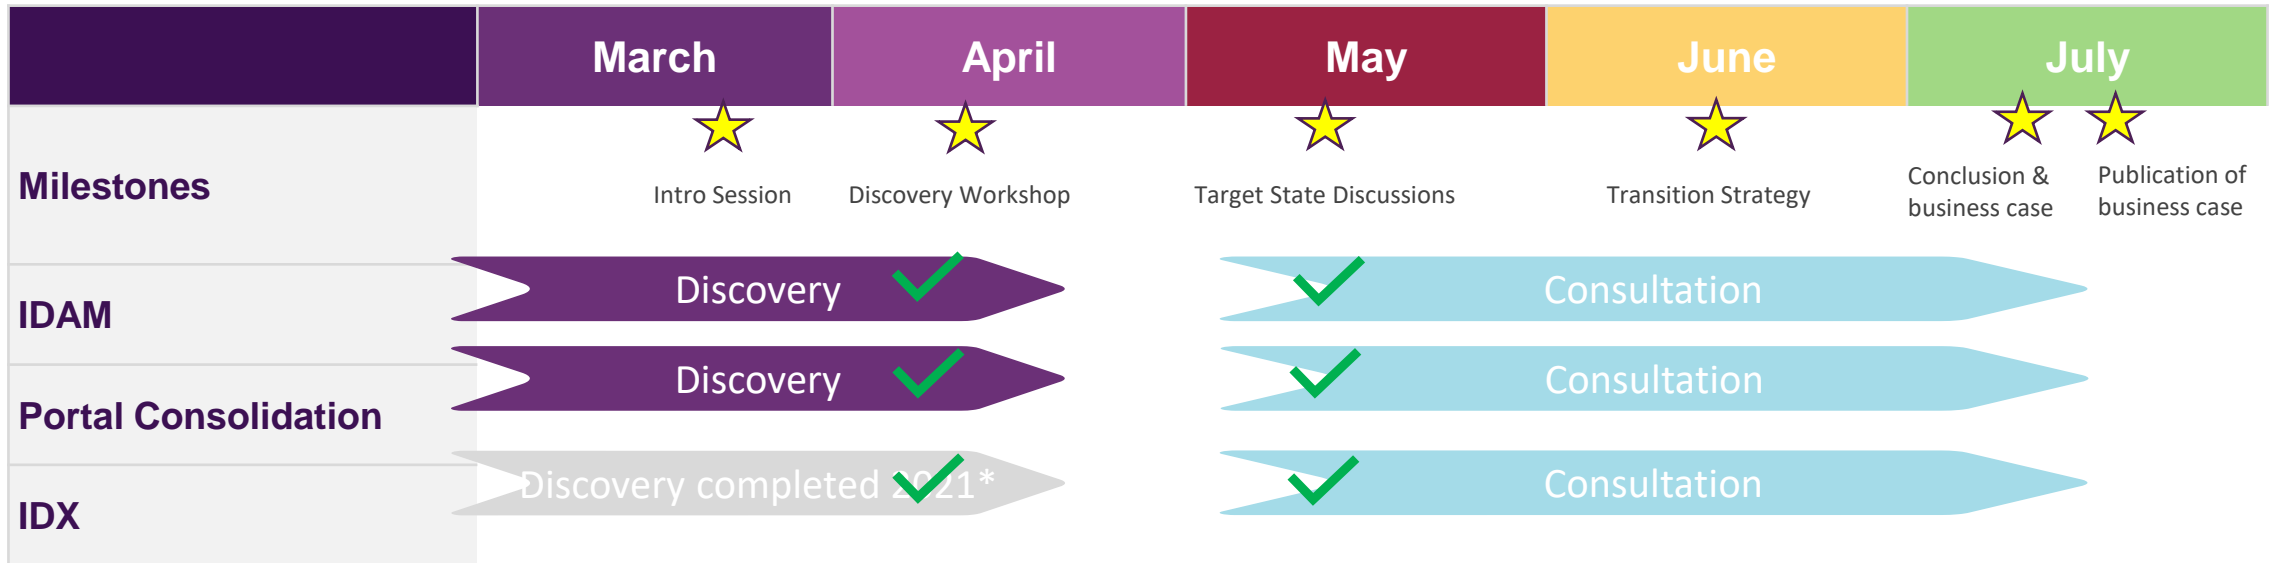 March
April
May
June
July
Milestones
Intro Session
Discovery Workshop
Target State Discussions
Transition Strategy
Conclusion &
business case
Publication of
business case
IDAM
Discovery
Consultation
Portal Consolidation
Discovery
Consultation
IDX
Discovery completed 2021*
Consultation